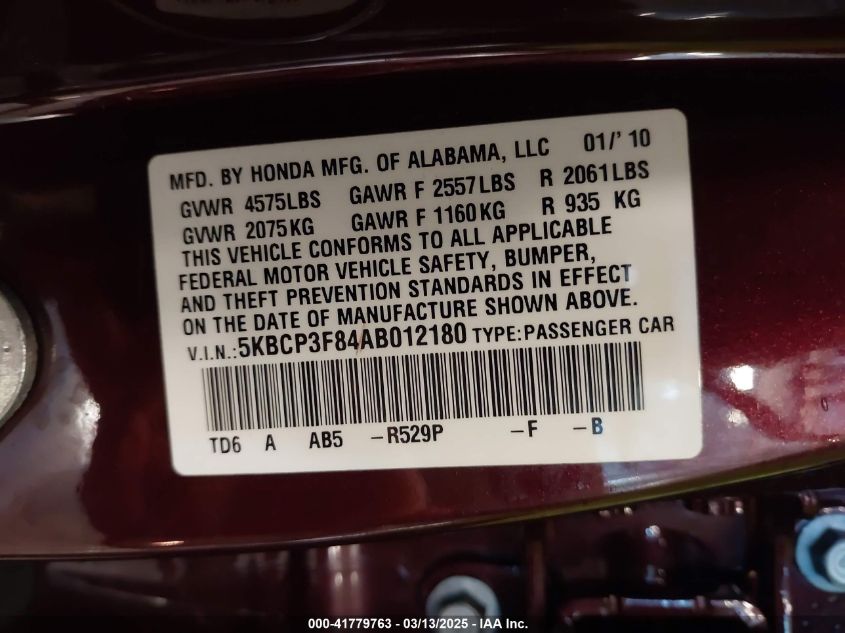 MFD. BY HONDA MFG. OF ALABAMA, LLC 01/' 10
GVWR 4575LBS GAWR F 2557LBS R 2061LBS
GVWR 2075KG GAWR F 1160KG R 935 KG
THIS VEHICLE CONFORMS TO ALL APPLICABLE
FEDERAL MOTOR VEHICLE SAFETY, BUMPER,
AND THEFT PREVENTION STANDARDS IN EFFECT
ON THE DATE OF MANUFACTURE SHOWN ABOVE.
V.I.N.:5KBCP3F84AB012180 TYPE:PASSENGER CAR
TD6 A AB5 -R529P -F -B
000-41779763 - 03/13/2025 - IAA Inc.